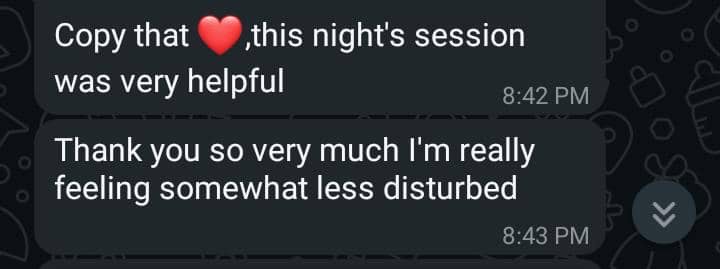 Copy that ❤️,this night's session
was very helpful
8:42 PM
Thank you so very much I'm really
feeling somewhat less disturbed
8:43 PM